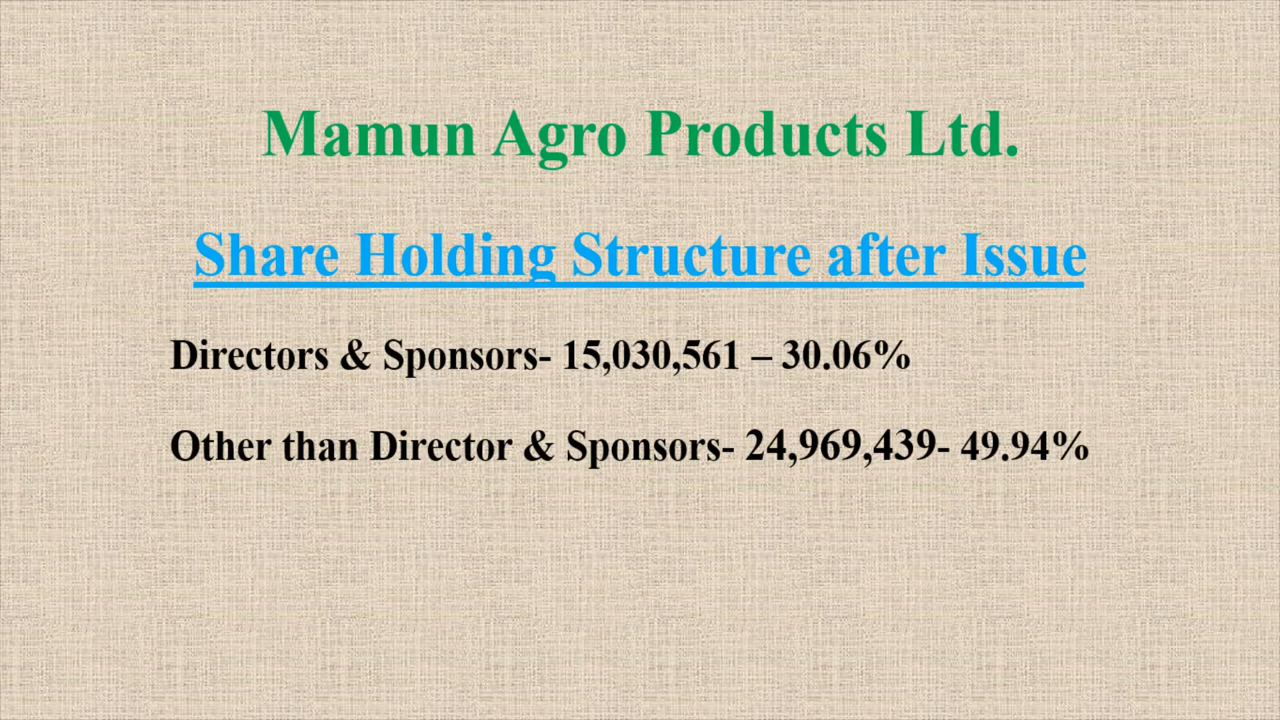 Mamun Agro Products Ltd.
Share Holding Structure after Issue
Directors & Sponsors- 15,030,561 – 30.06%
Other than Director & Sponsors- 24,969,439- 49.94%